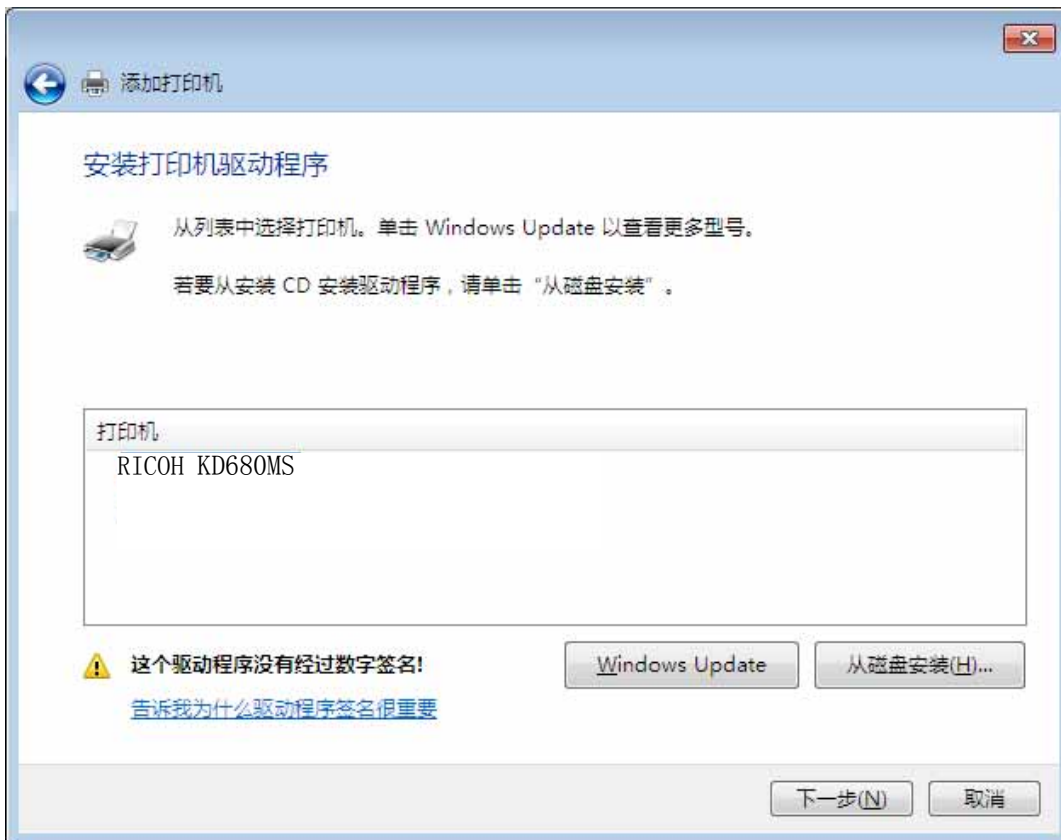 添加打印机
安装打印机驱动程序
从列表中选择打印机。单击 Windows Update 以查看更多型号。
若要从安装 CD 安装驱动程序，请单击“从磁盘安装”。
打印机
RICOH KD680MS
这个驱动程序没有经过数字签名!
Windows Update
从磁盘安装(H)...
告诉我为什么驱动程序签名很重要
下一步(N)
取消